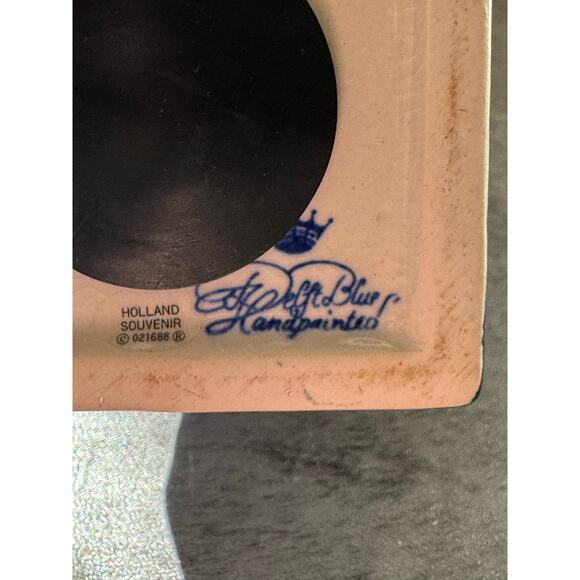 Delft Blue
Handpainted
HOLLAND
SOUVENIR
© 021688 ®